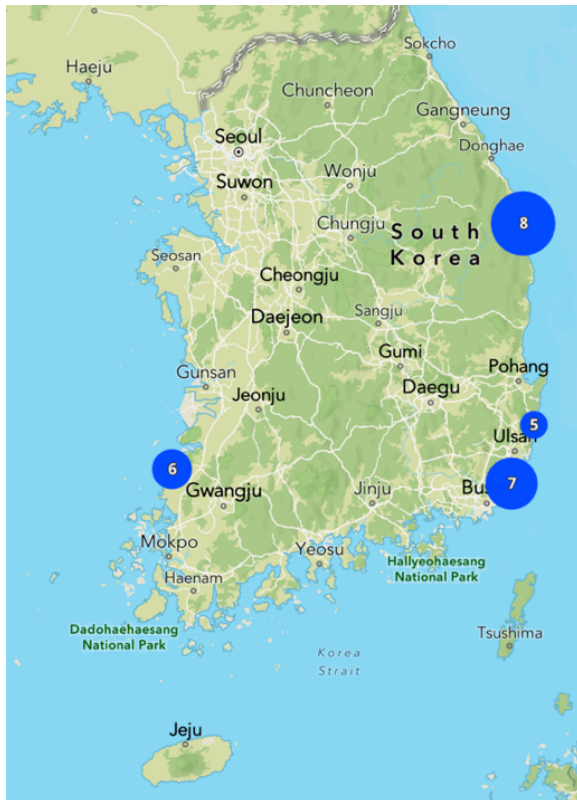 Sokcho
Haeju
Chuncheon
Gangneung
Seoul
Donghae
Wonju
Suwon
8
Chungju
South
Korea
Seosan
Cheongju
Sangju
Daejeon
Gumi
Pohang
Gunsan
Daegu
Jeonju
5
Ulsan
6
7
Gwangju
Jinju
Bus
Mokpo
Yeosu
Hallyeohaesang
National Park
Haenam
Dadohaehaesang
National Park
Tsushima
Korea
Strait
Jeju